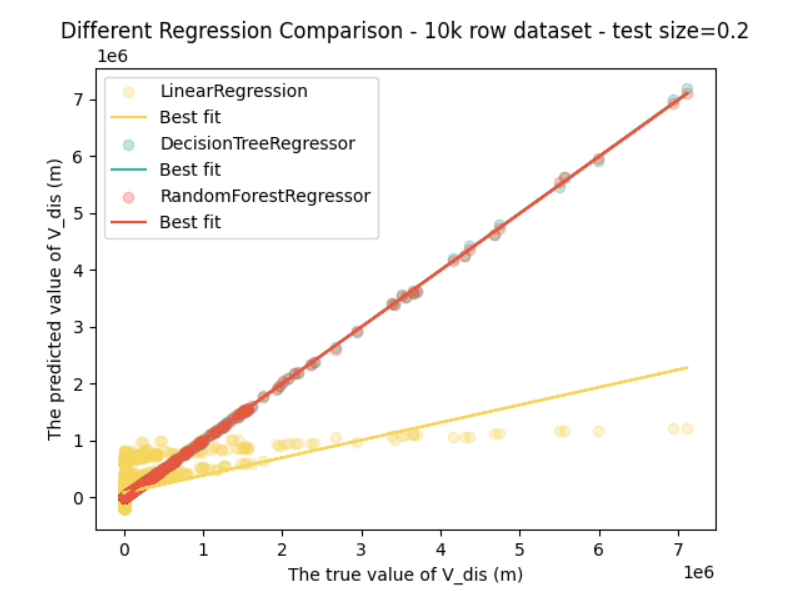 Different Regression Comparison - 10k row dataset - test size=0.2
1e6
LinearRegression
Best fit
DecisionTreeRegressor
Best fit
RandomForestRegressor
Best fit
The predicted value of V_dis (m)
7
6
5
4
3
2
1
0
0 1 2 3 4 5 6 7
1e6
The true value of V_dis (m)